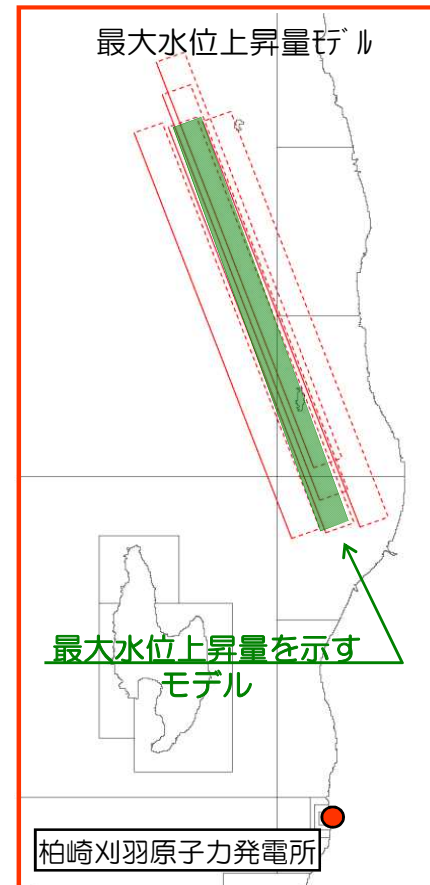 最大水位上昇量ﾓﾃﾞﾙ
最大水位上昇量を示す
モデル
柏崎刈羽原子力発電所